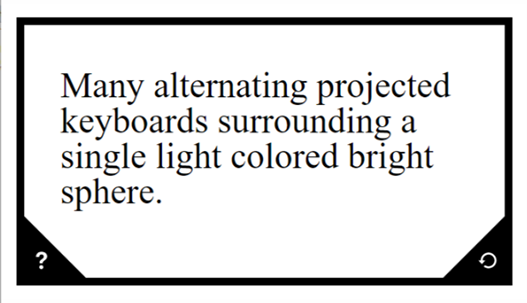 Many alternating projected
keyboards surrounding a
single light colored bright
sphere.
?